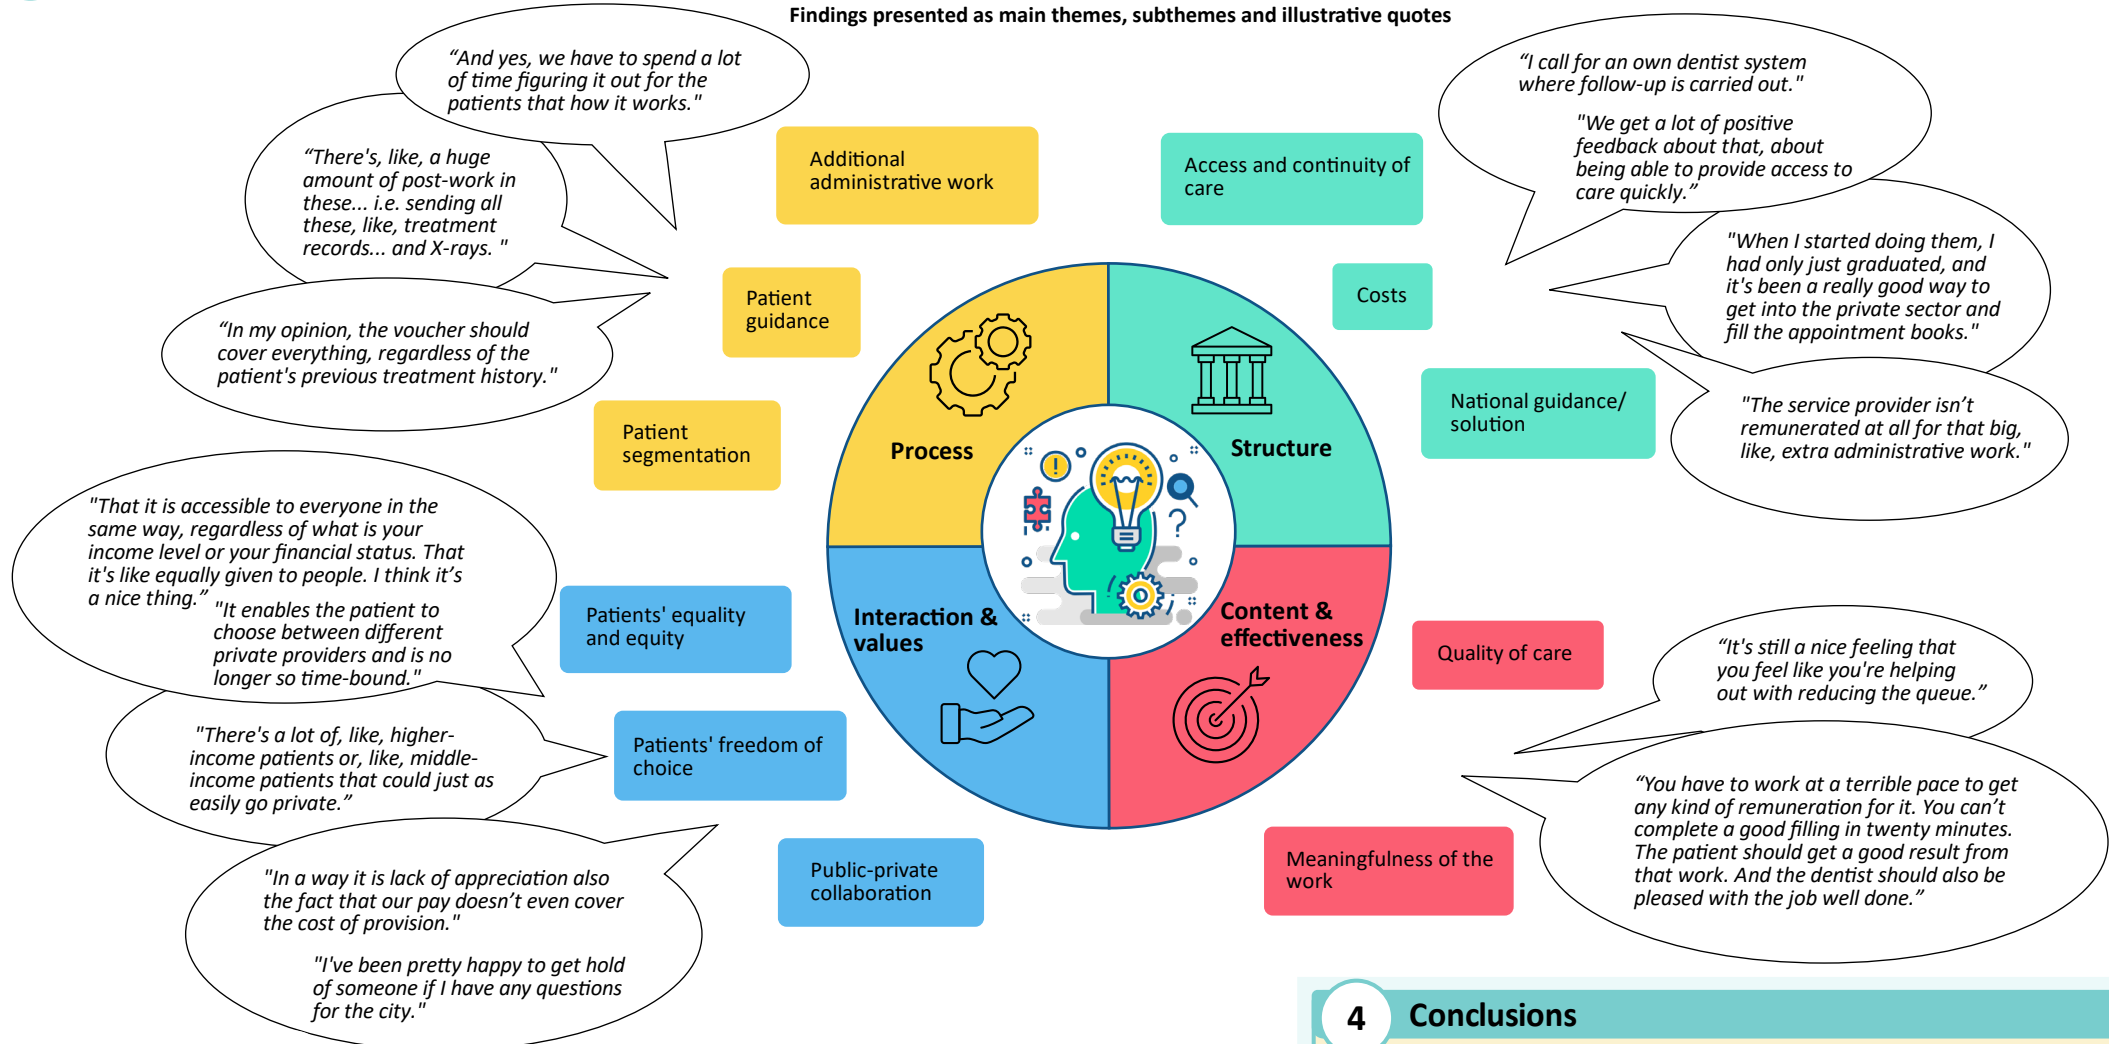 Findings presented as main themes, subthemes and illustrative quotes
“And yes, we have to spend a lot
of time figuring it out for the
patients that how it works."
“There's, like, a huge
amount of post-work in
these... i.e. sending all
these, like, treatment
records... and X-rays. "
“In my opinion, the voucher should
cover everything, regardless of the
patient's previous treatment history."
Additional
administrative work
Patient
guidance
Patient
segmentation
Process
Access and continuity of
care
Costs
National guidance/
solution
Structure
“I call for an own dentist system
where follow-up is carried out."
"We get a lot of positive
feedback about that, about
being able to provide access to
care quickly.”
"When I started doing them, I
had only just graduated, and
it's been a really good way to
get into the private sector and
fill the appointment books."
"The service provider isn’t
remunerated at all for that big,
like, extra administrative work."
"That it is accessible to everyone in the
same way, regardless of what is your
income level or your financial status. That
it's like equally given to people. I think it’s
a nice thing.”
"It enables the patient to
choose between different
private providers and is no
longer so time-bound."
"There's a lot of, like, higher-
income patients or, like, middle-
income patients that could just as
easily go private.”
"In a way it is lack of appreciation also
the fact that our pay doesn’t even cover
the cost of provision."
"I've been pretty happy to get hold
of someone if I have any questions
for the city."
Patients' equality
and equity
Patients' freedom of
choice
Public-private
collaboration
Interaction &
values
Content &
effectiveness
Quality of care
Meaningfulness of the
work
“It's still a nice feeling that
you feel like you're helping
out with reducing the queue.”
“You have to work at a terrible pace to get
any kind of remuneration for it. You can’t
complete a good filling in twenty minutes.
The patient should get a good result from
that work. And the dentist should also be
pleased with the job well done.”
4 Conclusions